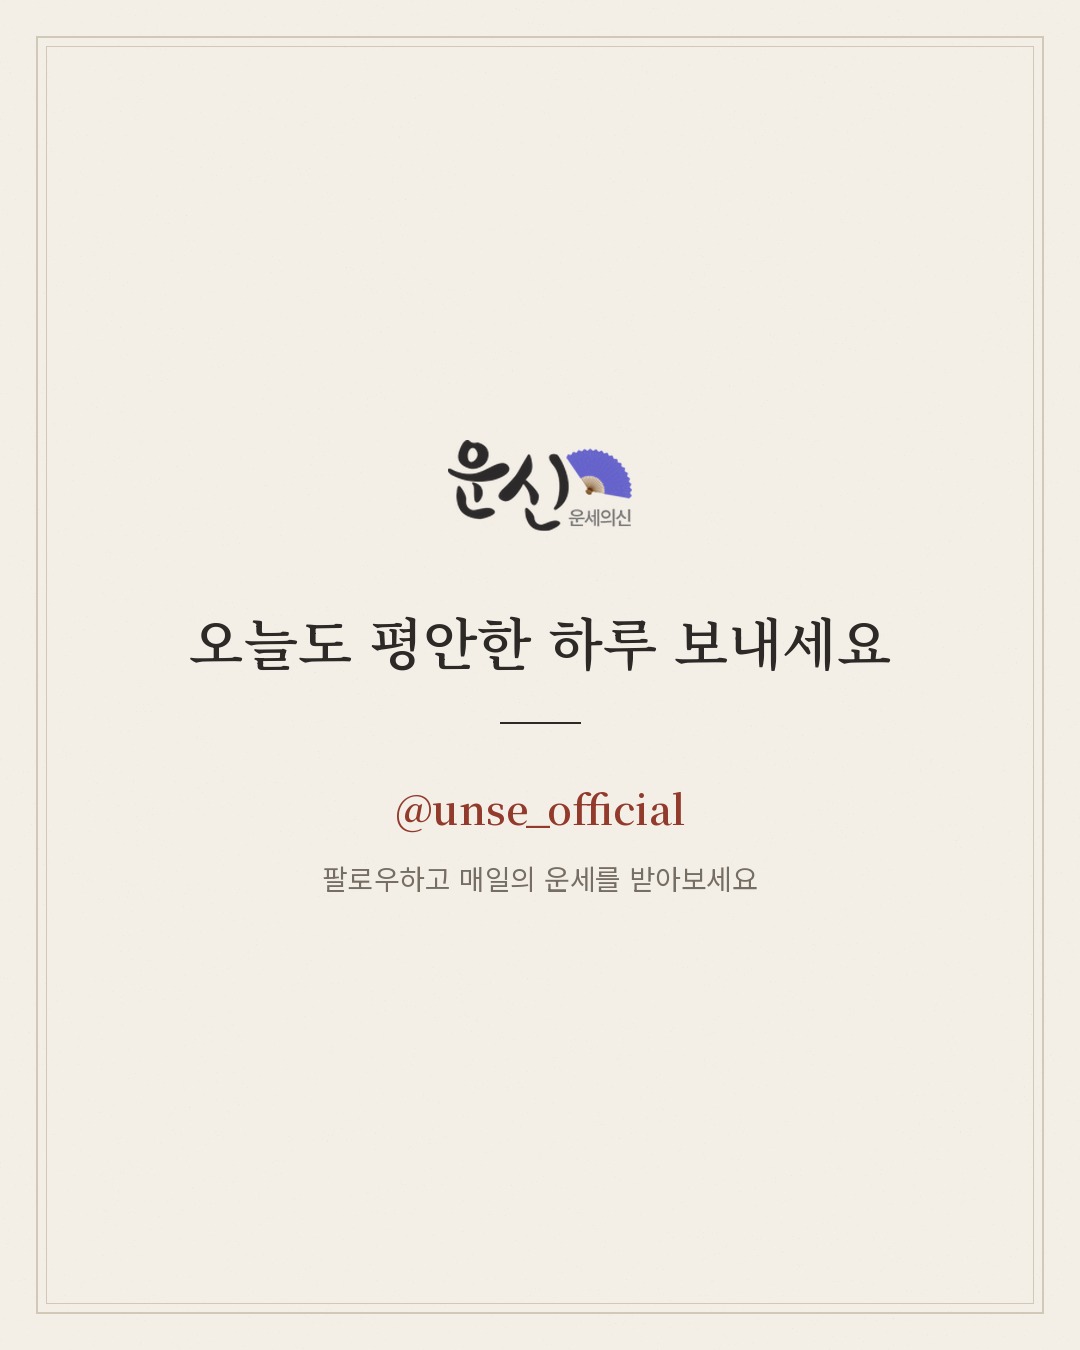 운신
운세의신
오늘도 평안한 하루 보내세요
@unse_official
팔로우하고 매일의 운세를 받아보세요